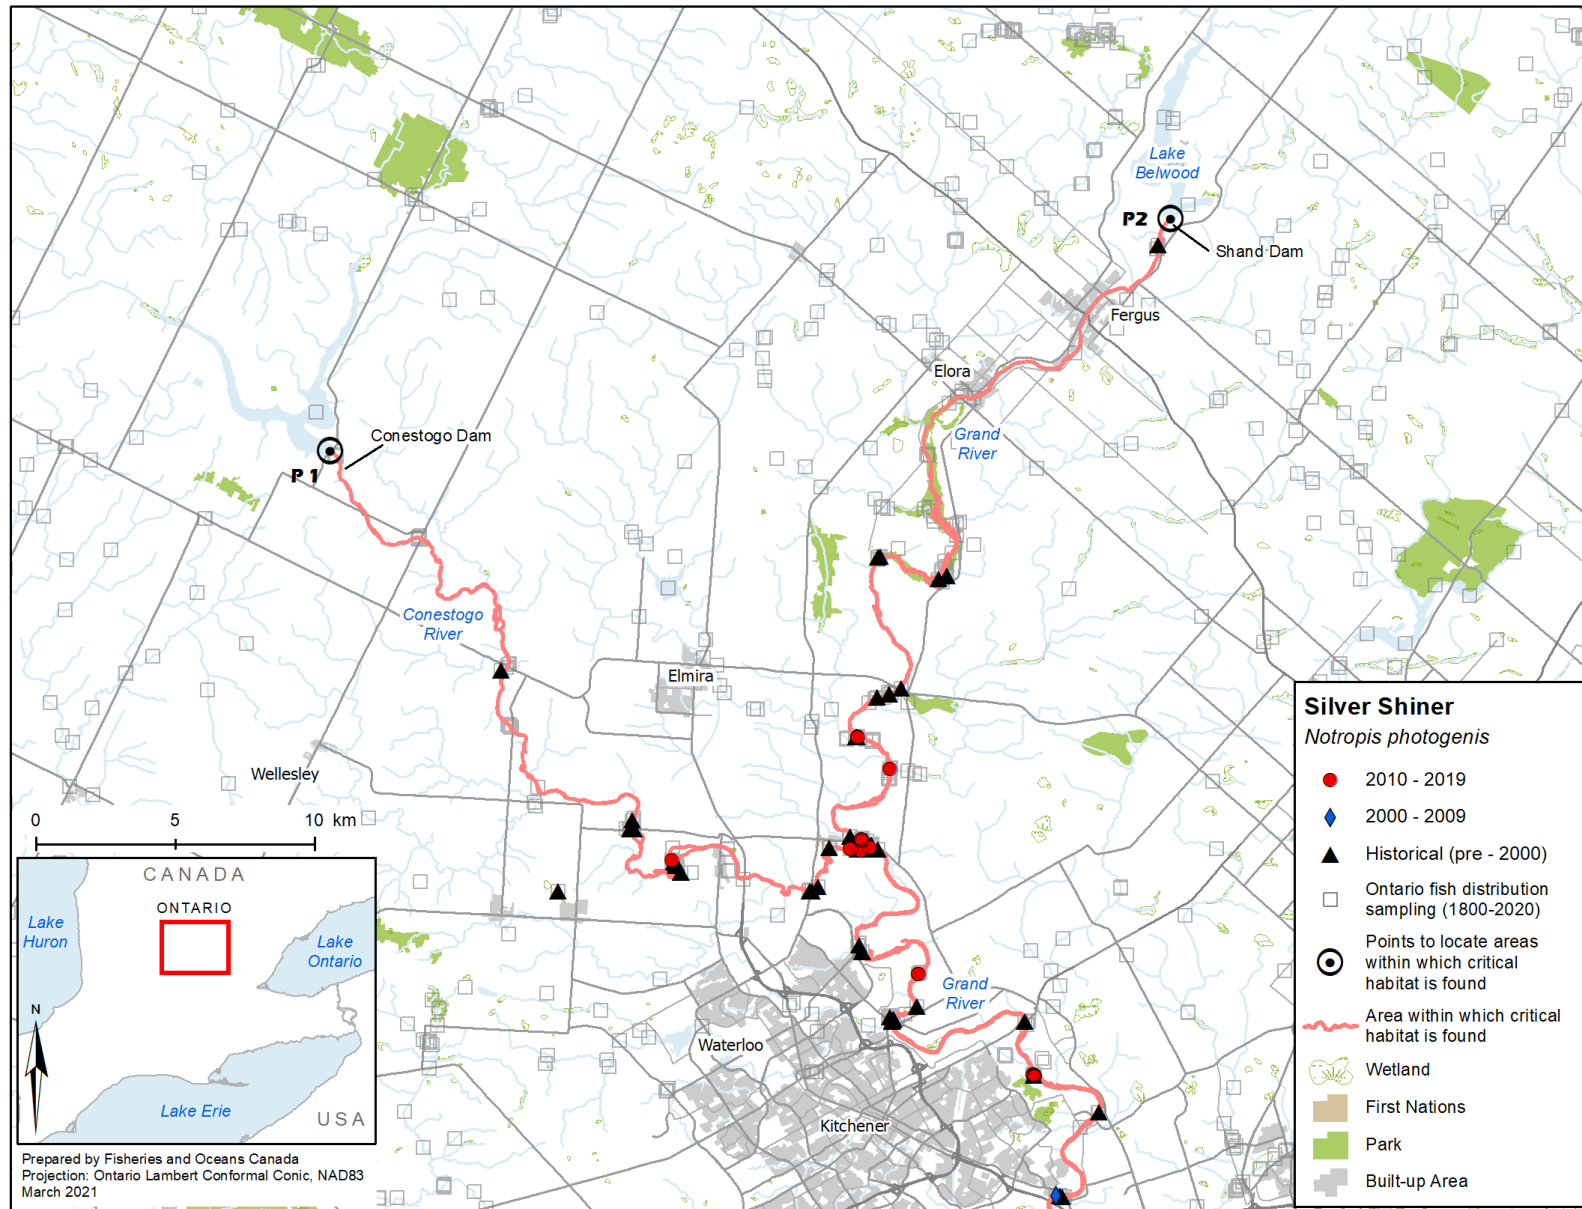 Lake
Belwood
P2
Shand Dam
Fergus
Elora
Grand
River
Conestogo Dam
P 1
Conestogo
River
Elmira
Wellesley
0 5 10 km
CANADA
ONTARIO
Lake
Huron
Lake
Ontario
N
Lake Erie
USA
Prepared by Fisheries and Oceans Canada
Projection: Ontario Lambert Conformal Conic, NAD83
March 2021
Grand
River
Waterloo
Kitchener
Silver Shiner
Notropis photogenis
2010 - 2019
2000 - 2009
Historical (pre - 2000)
Ontario fish distribution
sampling (1800-2020)
Points to locate areas
within which critical
habitat is found
Area within which critical
habitat is found
Wetland
First Nations
Park
Built-up Area